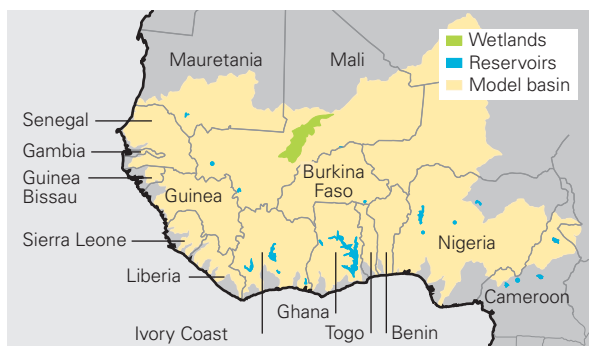 Mauretania
Mali
Wetlands
Reservoirs
Model basin
Senegal
Gambia
Guinea
Bissau
Guinea
Burkina
Faso
Sierra Leone
Nigeria
Liberia
Cameroon
Ghana
Ivory Coast
Togo
Benin